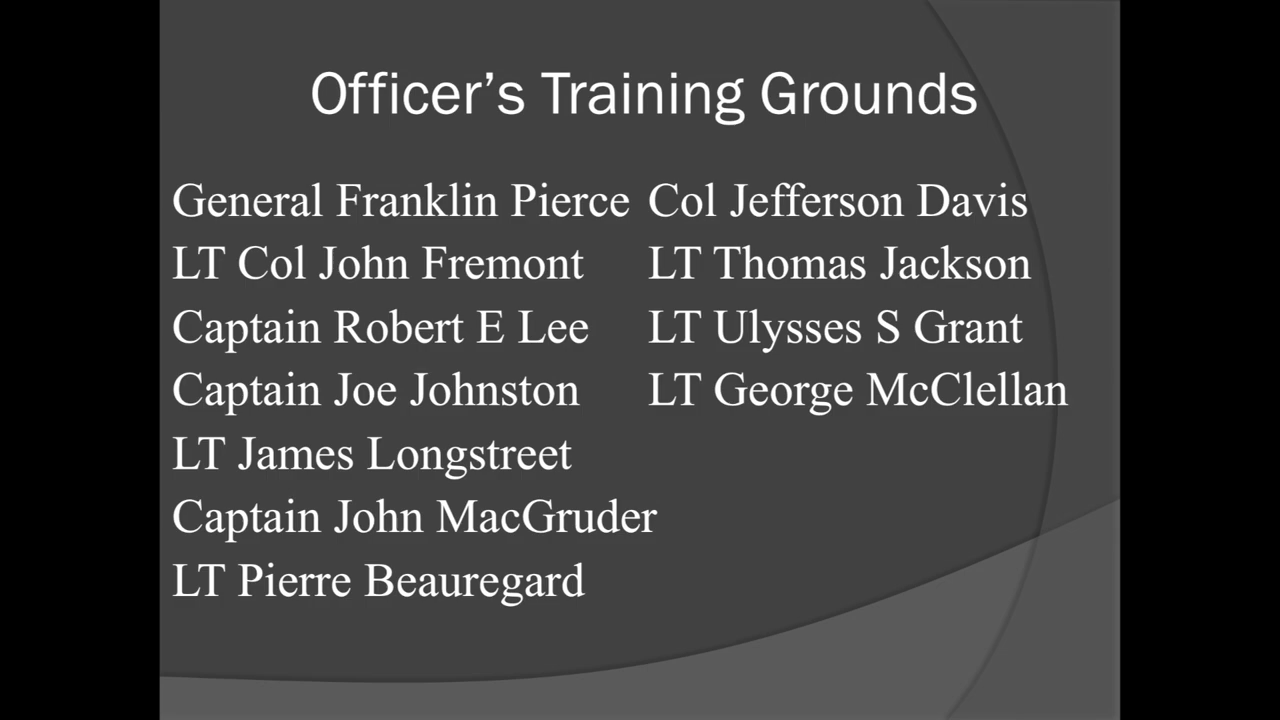 Officer’s Training Grounds
General Franklin Pierce
LT Col John Fremont
Captain Robert E Lee
Captain Joe Johnston
LT James Longstreet
Captain John MacGruder
LT Pierre Beauregard
Col Jefferson Davis
LT Thomas Jackson
LT Ulysses S Grant
LT George McClellan